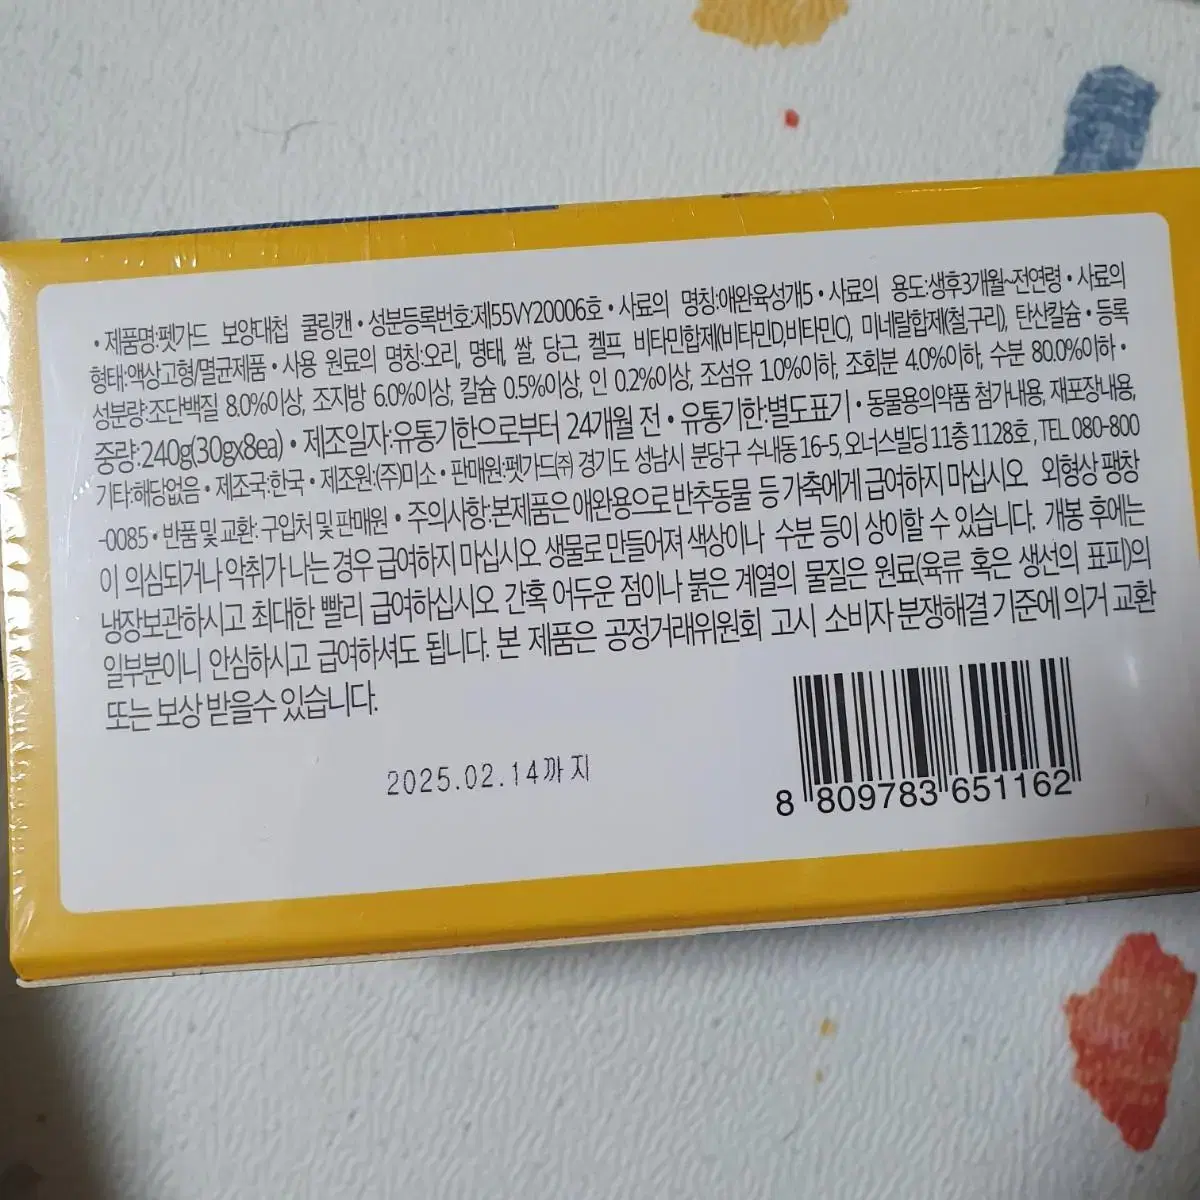 • 제품명:펫가드 보양대첩 쿨링캔 • 성분등록번호:제55VY20006호 • 사료의 명칭:애완육성개5 • 사료의 용도:생후3개월~전연령 • 사료의
형태:액상고형/멸균제품 • 사용 원료의 명칭:오리, 명태, 쌀, 당근, 켈프, 비타민합제(비타민D,비타민C), 미네랄합제(철,구리), 탄산칼슘 • 등록
성분량:조단백질 8.0%이상, 조지방 6.0%이상, 칼슘 0.5%이상, 인 0.2%이상, 조섬유 1.0%이하, 조회분 4.0%이하, 수분 80.0%이하 •
중량:240g(30gx8ea) • 제조일자:유통기한으로부터 24개월 전 • 유통기한:별도표기 • 동물용의약품 첨가내용, 재포장내용,
기타:해당없음 • 제조국:한국 • 제조원:(주)미소 • 판매원:펫가드(주) 경기도 성남시 분당구 수내동 16-5, 오너스빌딩 11층 1128호, TEL 080-800
-0085 • 반품 및 교환: 구입처 및 판매원 • 주의사항:본제품은 애완용으로 반추동물 등 가축에게 급여하지 마십시오 외형상 팽창
이 의심되거나 악취가 나는 경우 급여하지 마십시오 생물로 만들어져 색상이나 수분 등이 상이할 수 있습니다. 개봉 후에는
냉장보관하시고 최대한 빨리 급여하십시오 간혹 어두운 점이나 붉은 계열의 물질은 원료(육류 혹은 생선의 표피)의
일부분이니 안심하시고 급여하셔도 됩니다. 본 제품은 공정거래위원회 고시 소비자 분쟁해결 기준에 의거 교환
또는 보상 받을수 있습니다.
2025.02.14까지
8 809783 651162